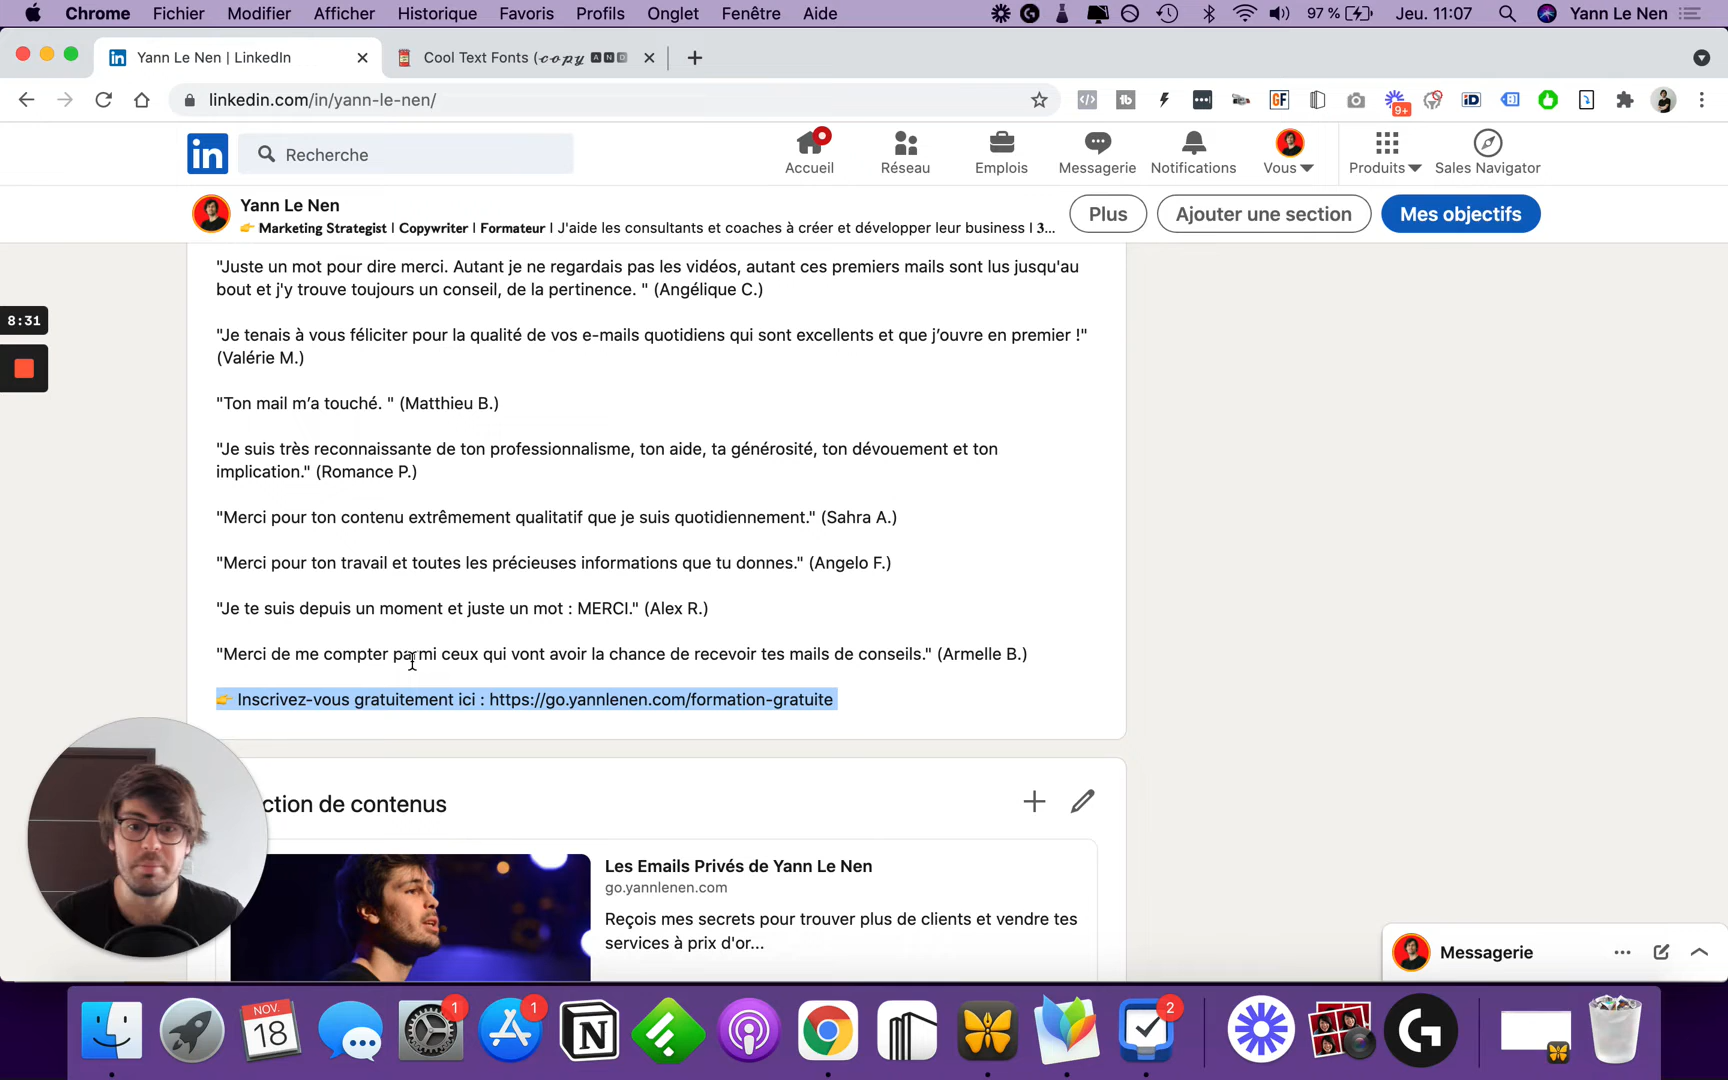 Chrome Fichier Modifier Afficher Historique Favoris Profils Onglet Fenêtre Aide 97 % Jeu. 11:07 Yann Le Nen
Yann Le Nen | LinkedIn Cool Text Fonts (𝓬𝓸𝓹𝔂 🅰🅽🅳
linkedin.com/in/yann-le-nen/
GF
iD
9+
in Recherche Accueil Réseau Emplois Messagerie Notifications Vous Produits Sales Navigator
Yann Le Nen
👉 Marketing Strategist I Copywriter I Formateur I J'aide les consultants et coaches à créer et développer leur business I 3...
Plus Ajouter une section Mes objectifs
"Juste un mot pour dire merci. Autant je ne regardais pas les vidéos, autant ces premiers mails sont lus jusqu'au
bout et j'y trouve toujours un conseil, de la pertinence. " (Angélique C.)
8:31
"Je tenais à vous féliciter pour la qualité de vos e-mails quotidiens qui sont excellents et que j’ouvre en premier !"
(Valérie M.)
"Ton mail m’a touché. " (Matthieu B.)
"Je suis très reconnaissante de ton professionnalisme, ton aide, ta générosité, ton dévouement et ton
implication." (Romance P.)
"Merci pour ton contenu extrêmement qualitatif que je suis quotidiennement." (Sahra A.)
"Merci pour ton travail et toutes les précieuses informations que tu donnes." (Angelo F.)
"Je te suis depuis un moment et juste un mot : MERCI." (Alex R.)
"Merci de me compter parmi ceux qui vont avoir la chance de recevoir tes mails de conseils." (Armelle B.)
👉 Inscrivez-vous gratuitement ici : https://go.yannlenen.com/formation-gratuite
ction de contenus
Les Emails Privés de Yann Le Nen
go.yannlenen.com
Reçois mes secrets pour trouver plus de clients et vendre tes
services à prix d'or...
Messagerie
NOV.
18
1
1
2